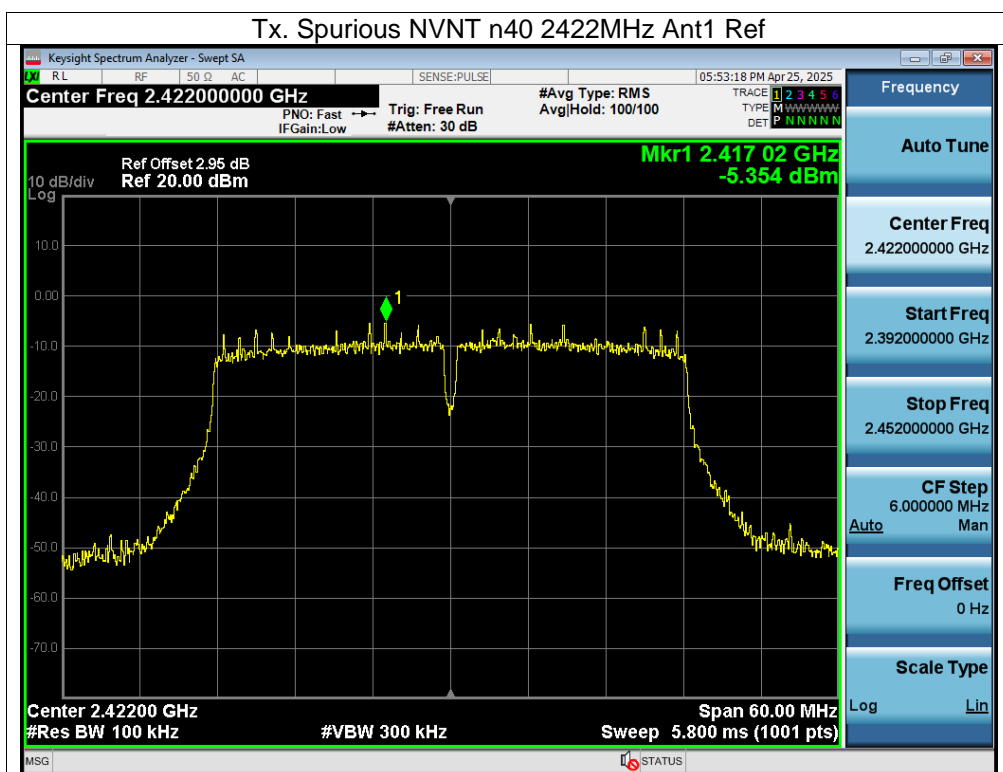 Tx. Spurious NVNT n40 2422MHz Ant1 Ref
Keysight Spectrum Analyzer - Swept SA
LXI RL RF 50 Ω AC SENSE:PULSE 05:53:18 PM Apr 25, 2025
Center Freq 2.422000000 GHz
PNO: Fast
IFGain:Low
Trig: Free Run
#Atten: 30 dB
#Avg Type: RMS
Avg|Hold: 100/100
TRACE 1 2 3 4 5 6
TYPE M WWWWW
DET P N N N N N
Mkr1 2.417 02 GHz
-5.354 dBm
Ref Offset 2.95 dB
10 dB/div Ref 20.00 dBm
Log
10.0
0.00
-10.0
-20.0
-30.0
-40.0
-50.0
-60.0
-70.0
1
Center 2.42200 GHz Span 60.00 MHz
#Res BW 100 kHz #VBW 300 kHz Sweep 5.800 ms (1001 pts)
MSG STATUS
Frequency
Auto Tune
Center Freq
2.422000000 GHz
Start Freq
2.392000000 GHz
Stop Freq
2.452000000 GHz
CF Step
6.000000 MHz
Auto Man
Freq Offset
0 Hz
Scale Type
Log Lin